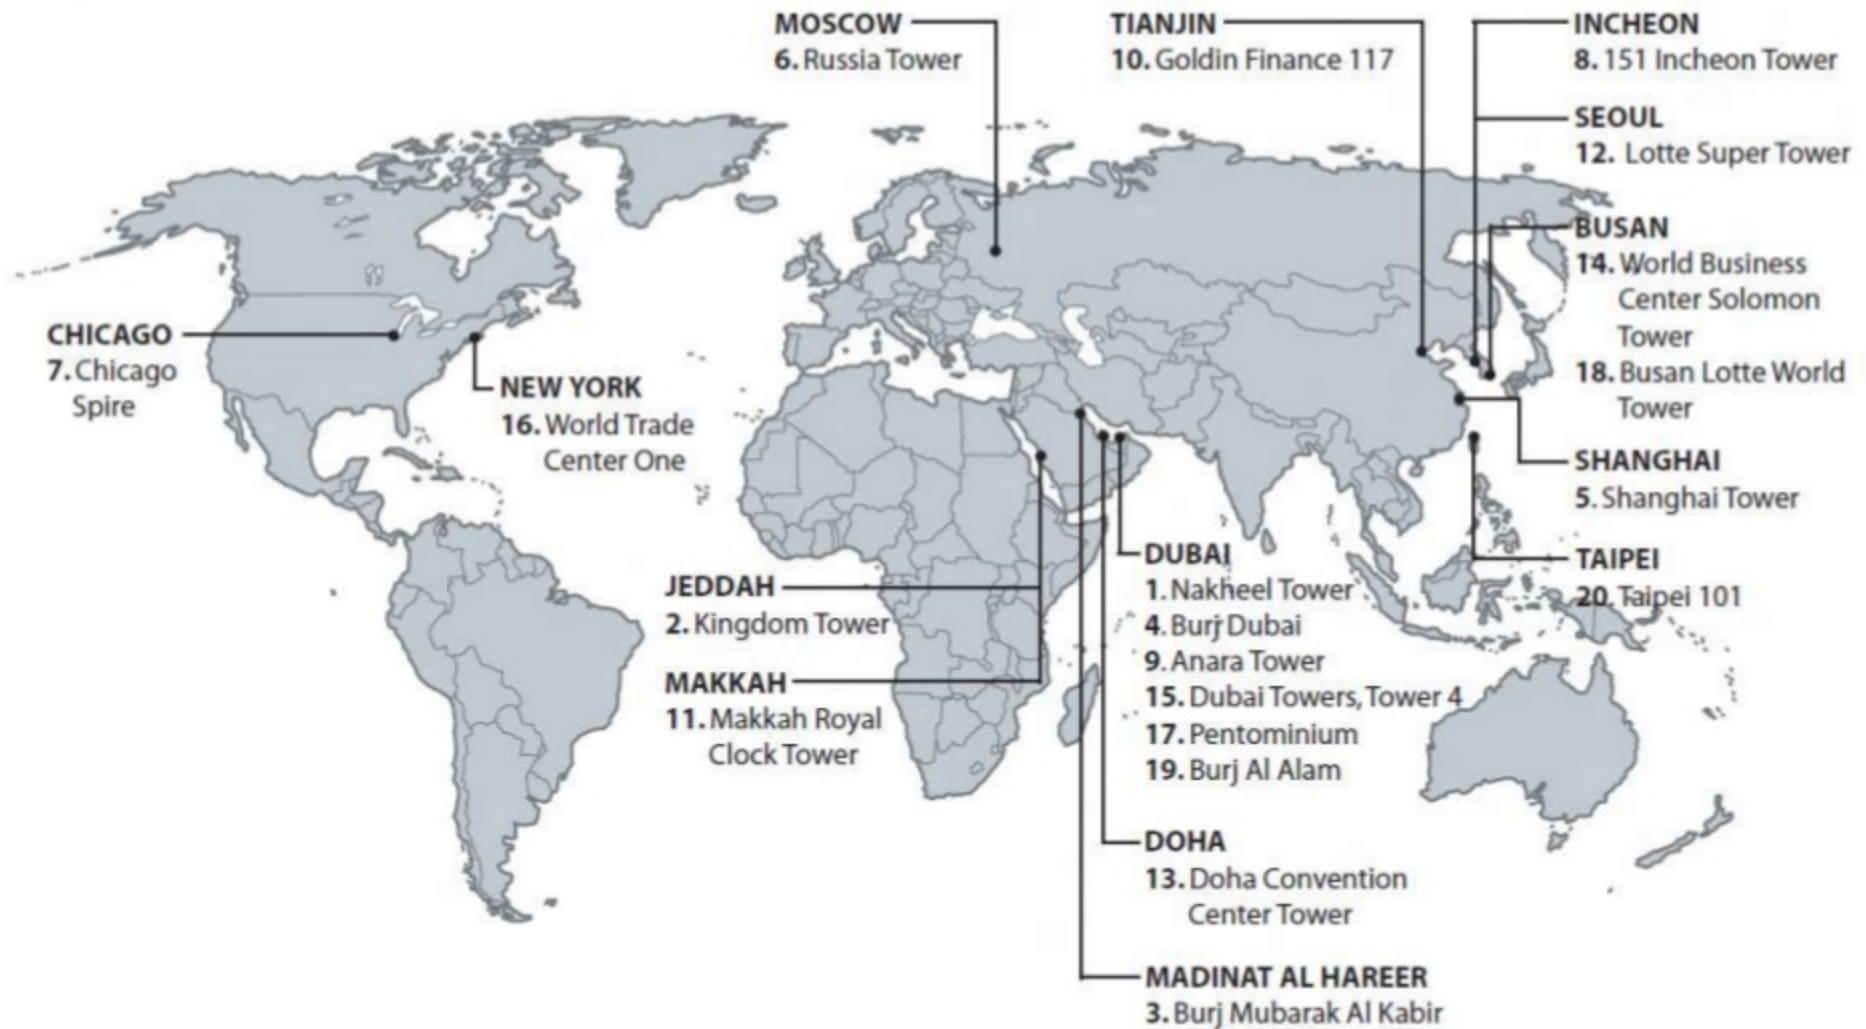 MOSCOW
6. Russia Tower
TIANJIN
10. Goldin Finance 117
INCHEON
8. 151 Incheon Tower
SEOUL
12. Lotte Super Tower
BUSAN
14. World Business
Center Solomon
Tower
18. Busan Lotte World
Tower
CHICAGO
7. Chicago
Spire
NEW YORK
16. World Trade
Center One
SHANGHAI
5. Shanghai Tower
TAIPEI
20. Taipei 101
JEDDAH
2. Kingdom Tower
MAKKAH
11. Makkah Royal
Clock Tower
DUBAI
1. Nakheel Tower
4. Burj Dubai
9. Anara Tower
15. Dubai Towers, Tower 4
17. Pentominium
19. Burj Al Alam
DOHA
13. Doha Convention
Center Tower
MADINAT AL HAREER
3. Burj Mubarak Al Kabir